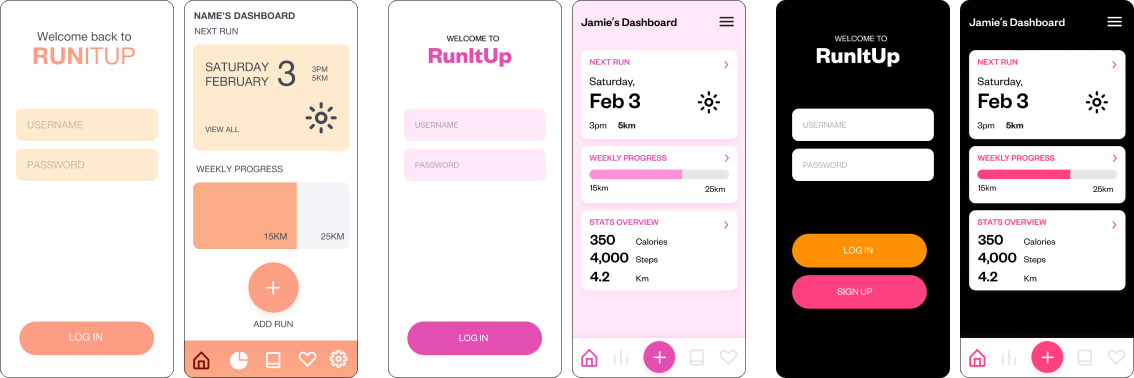 Welcome back to
RUNITUP
USERNAME
PASSWORD
LOG IN
NAME'S DASHBOARD
NEXT RUN
SATURDAY
FEBRUARY
3
3PM
5KM
VIEW ALL
WEEKLY PROGRESS
15KM
25KM
ADD RUN
WELCOME TO
RunItUp
USERNAME
PASSWORD
LOG IN
Jamie's Dashboard
NEXT RUN
Saturday,
Feb 3
3pm 5km
WEEKLY PROGRESS
15km 25km
STATS OVERVIEW
350 Calories
4,000 Steps
4.2 Km
WELCOME TO
RunItUp
USERNAME
PASSWORD
LOG IN
SIGN UP
Jamie's Dashboard
NEXT RUN
Saturday,
Feb 3
3pm 5km
WEEKLY PROGRESS
15km 25km
STATS OVERVIEW
350 Calories
4,000 Steps
4.2 Km